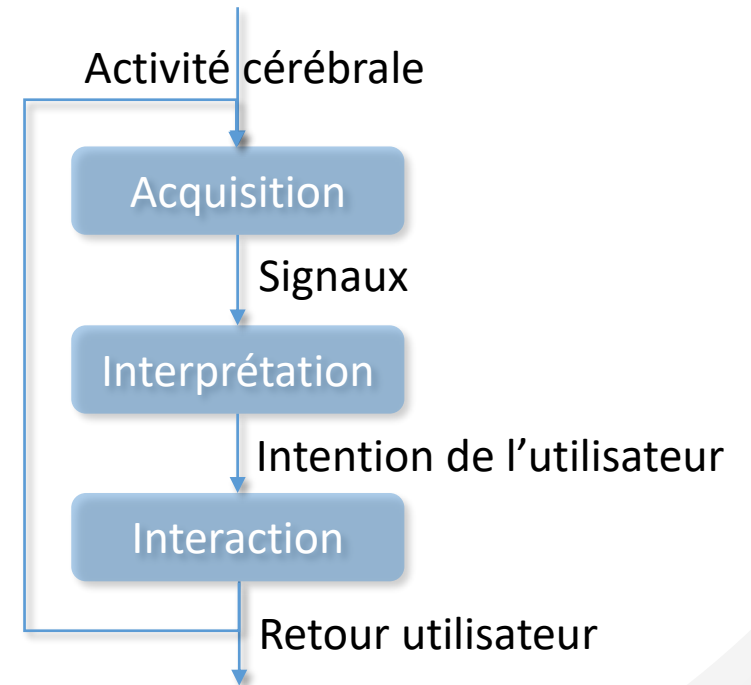 Activité cérébrale
Acquisition
Signaux
Interprétation
Intention de l’utilisateur
Interaction
Retour utilisateur